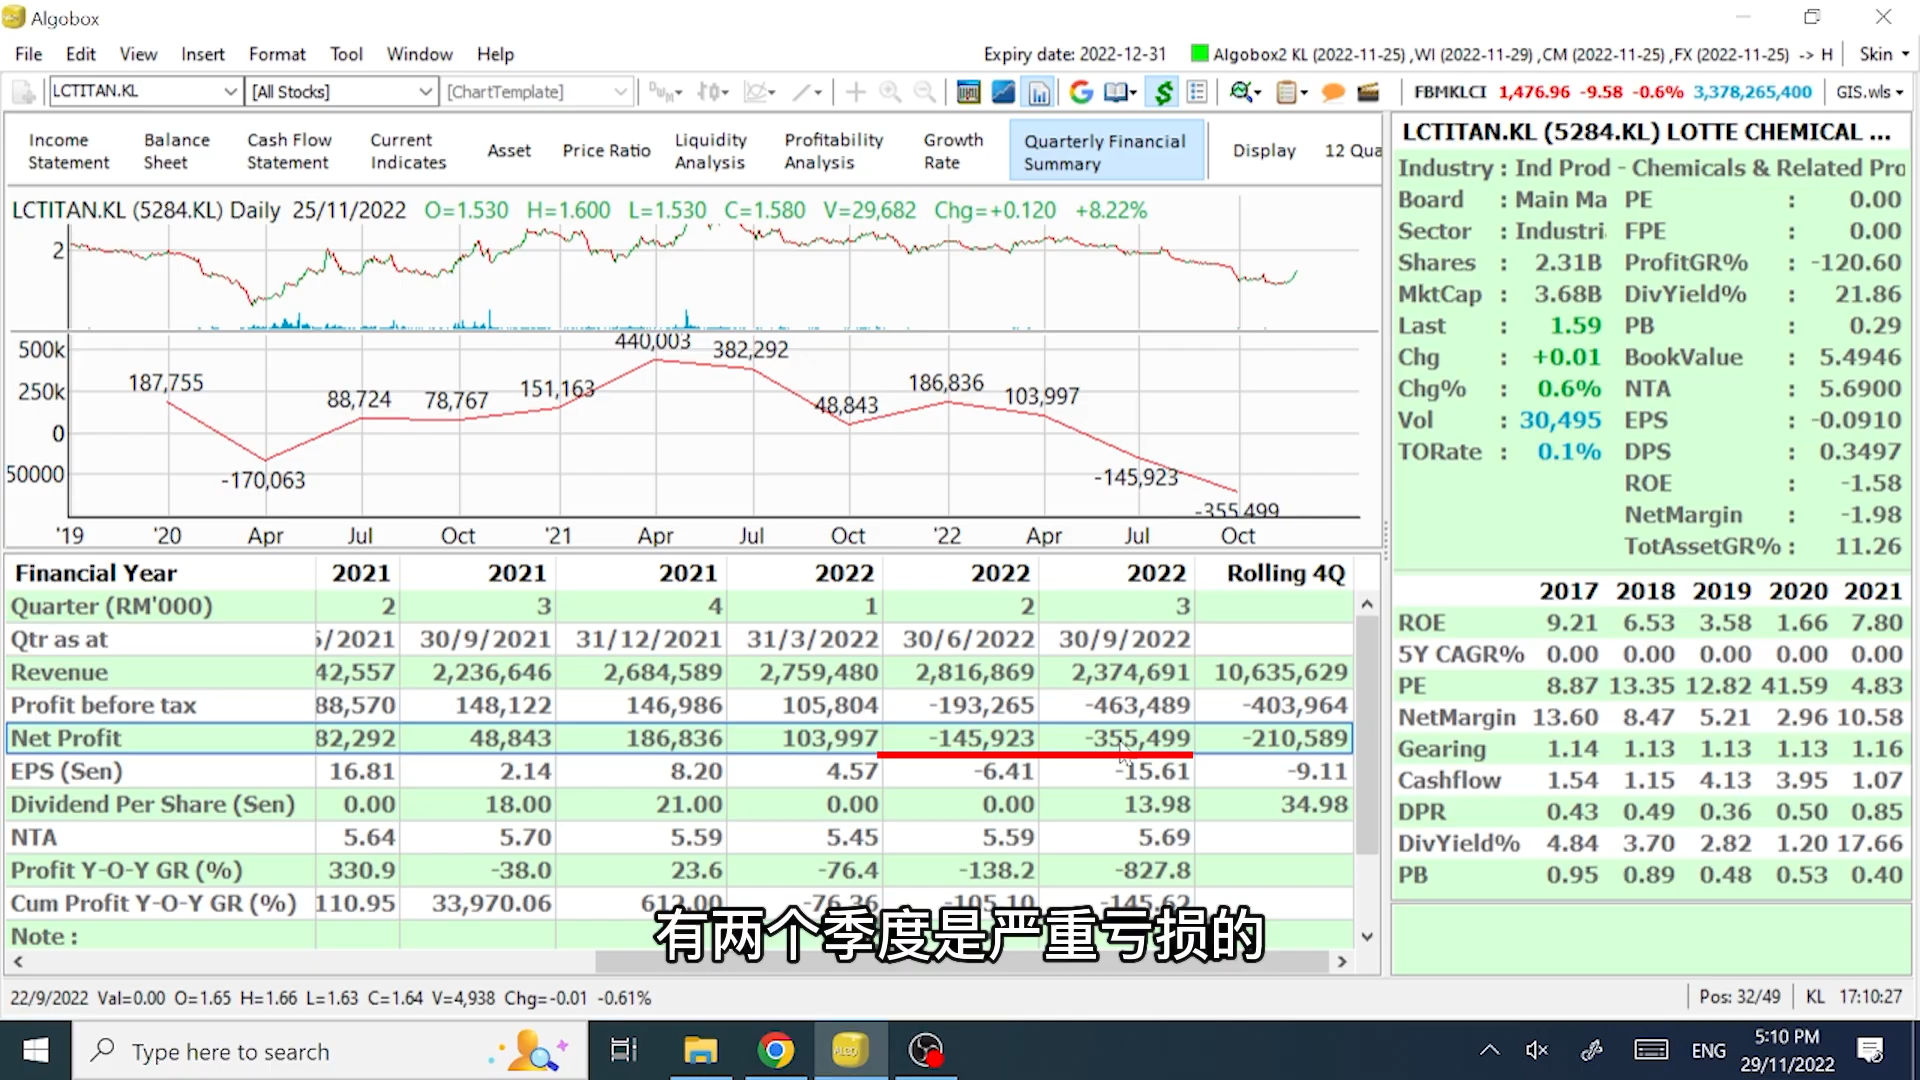 Algobox
File Edit View Insert Format Tool Window Help Expiry date: 2022-12-31 Algobox2 KL (2022-11-25) ,WI (2022-11-29) ,CM (2022-11-25) ,FX (2022-11-25) -> H Skin
LCTITAN.KL [All Stocks] [ChartTemplate] FBMKLCI 1,476.96 -9.58 -0.6% 3,378,265,400 GIS.wls
Income Statement
Balance Sheet
Cash Flow Statement
Current Indicates
Asset
Price Ratio
Liquidity Analysis
Profitability Analysis
Growth Rate
Quarterly Financial Summary
Display
12 Qua
LCTITAN.KL (5284.KL) Daily 25/11/2022 O=1.530 H=1.600 L=1.530 C=1.580 V=29,682 Chg=+0.120 +8.22%
2
500k
250k
0
50000
187,755
-170,063
88,724
78,767
151,163
440,003
382,292
48,843
186,836
103,997
-145,923
-355,499
'19 '20 Apr Jul Oct '21 Apr Jul Oct '22 Apr Jul Oct
Financial Year 2021 2021 2021 2022 2022 2022 Rolling 4Q
Quarter (RM'000) 2 3 4 1 2 3
Qtr as at /2021 30/9/2021 31/12/2021 31/3/2022 30/6/2022 30/9/2022
Revenue 42,557 2,236,646 2,684,589 2,759,480 2,816,869 2,374,691 10,635,629
Profit before tax 88,570 148,122 146,986 105,804 -193,265 -463,489 -403,964
Net Profit 82,292 48,843 186,836 103,997 -145,923 -355,499 -210,589
EPS (Sen) 16.81 2.14 8.20 4.57 -6.41 -15.61 -9.11
Dividend Per Share (Sen) 0.00 18.00 21.00 0.00 0.00 13.98 34.98
NTA 5.64 5.70 5.59 5.45 5.59 5.69
Profit Y-O-Y GR (%) 330.9 -38.0 23.6 -76.4 -138.2 -827.8
Cum Profit Y-O-Y GR (%) 110.95 33,970.06 612.00 -76.36 -105.10 -145.62
Note :
有两个季度是严重亏损的
LCTITAN.KL (5284.KL) LOTTE CHEMICAL ...
Industry : Ind Prod - Chemicals & Related Pro
Board : Main Ma PE : 0.00
Sector : Industri FPE : 0.00
Shares : 2.31B ProfitGR% : -120.60
MktCap : 3.68B DivYield% : 21.86
Last : 1.59 PB : 0.29
Chg : +0.01 BookValue : 5.4946
Chg% : 0.6% NTA : 5.6900
Vol : 30,495 EPS : -0.0910
TORate : 0.1% DPS : 0.3497
ROE : -1.58
NetMargin : -1.98
TotAssetGR% : 11.26
2017 2018 2019 2020 2021
ROE 9.21 6.53 3.58 1.66 7.80
5Y CAGR% 0.00 0.00 0.00 0.00 0.00
PE 8.87 13.35 12.82 41.59 4.83
NetMargin 13.60 8.47 5.21 2.96 10.58
Gearing 1.14 1.13 1.13 1.13 1.16
Cashflow 1.54 1.15 4.13 3.95 1.07
DPR 0.43 0.49 0.36 0.50 0.85
DivYield% 4.84 3.70 2.82 1.20 17.66
PB 0.95 0.89 0.48 0.53 0.40
22/9/2022 Val=0.00 O=1.65 H=1.66 L=1.63 C=1.64 V=4,938 Chg=-0.01 -0.61% Pos: 32/49 KL 17:10:27
Type here to search ENG 5:10 PM
29/11/2022